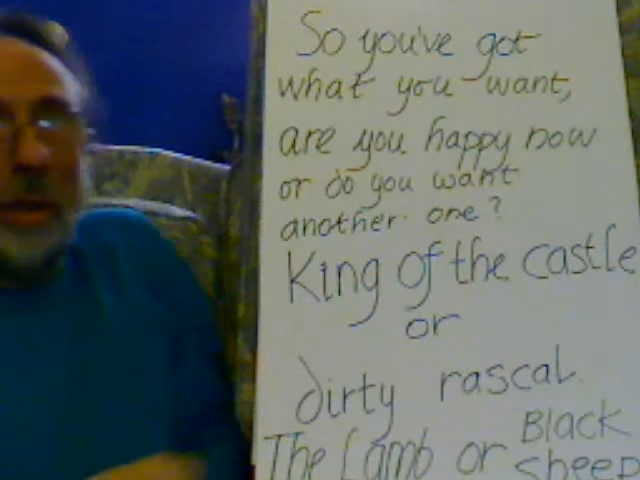 So you've got
what you want,
are you happy now
or do you want
another one?
King of the castle
or
dirty rascal.
The Lamb or Black
sheep